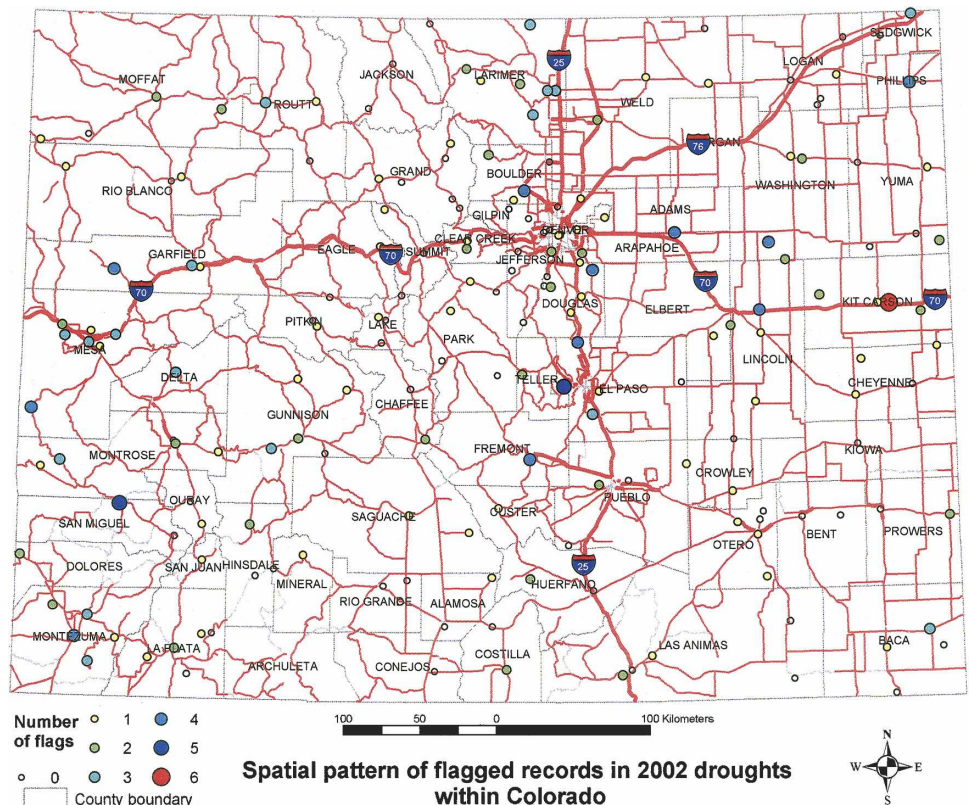 SEDGWICK
LOGAN
MOFFAT
JACKSON
LARIMER
25
PHILLIPS
ROUTT
WELD
76
RGAN
GRAND
BOULDER
RIO BLANCO
WASHINGTON
YUMA
GILPIN
ADAMS
EAGLE
CLEAR CREEK
DENVER
GARFIELD
70
SUMMIT
JEFFERSON
ARAPAHOE
70
70
DOUGLAS
ELBERT
KIT CARSON
70
PITKIN
LAKE
PARK
MESA
LINCOLN
DELTA
TELLER
EL PASO
CHEYENNE
GUNNISON
CHAFFEE
MONTROSE
FREMONT
KIOWA
CROWLEY
OURAY
PUEBLO
SAN MIGUEL
SAGUACHE
CUSTER
BENT
PROWERS
OTERO
DOLORES
SAN JUAN
HINSDALE
25
MINERAL
HUERFANO
RIO GRANDE
ALAMOSA
MONTEZUMA
LA PLATA
BACA
LAS ANIMAS
COSTILLA
ARCHULETA
CONEJOS
Number of flags
0
1
2
3
4
5
6
County boundary
100 50 0 100 Kilometers
N
W E
S
Spatial pattern of flagged records in 2002 droughts
within Colorado